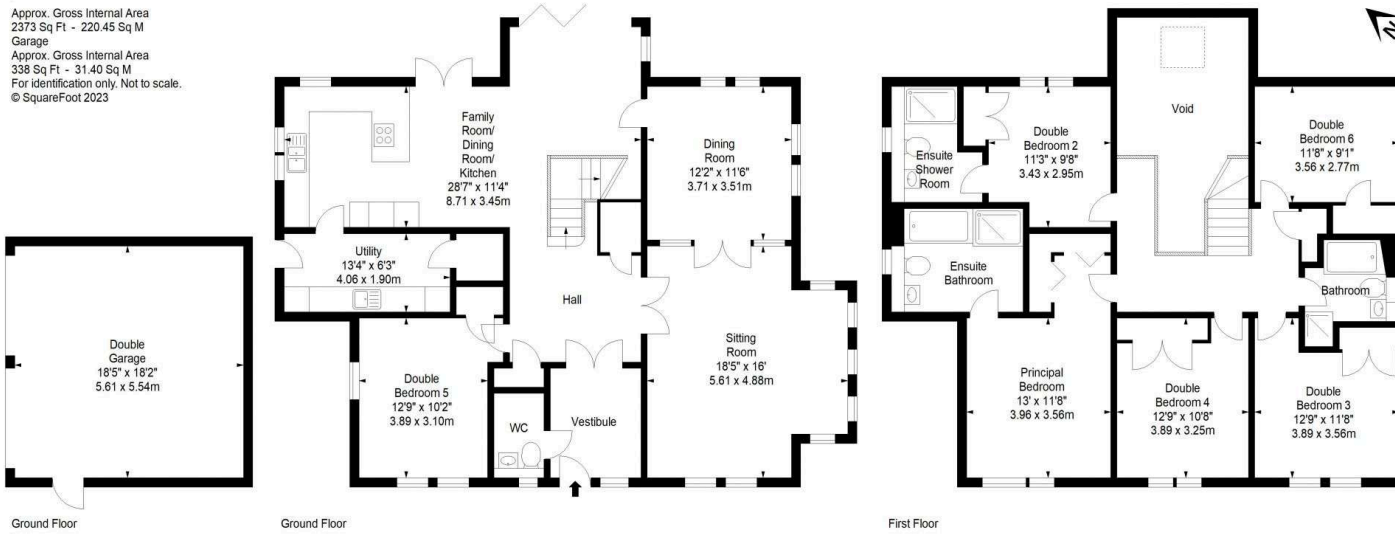 Approx. Gross Internal Area
2373 Sq Ft - 220.45 Sq M
Garage
Approx. Gross Internal Area
338 Sq Ft - 31.40 Sq M
For identification only. Not to scale.
© SquareFoot 2023
Double
Garage
18'5" x 18'2"
5.61 x 5.54m
Ground Floor
Family
Room/
Dining
Room/
Kitchen
28'7" x 11'4"
8.71 x 3.45m
Dining
Room
12'2" x 11'6"
3.71 x 3.51m
Utility
13'4" x 6'3"
4.06 x 1.90m
Hall
Sitting
Room
18'5" x 16'
5.61 x 4.88m
Double
Bedroom 5
12'9" x 10'2"
3.89 x 3.10m
WC
Vestibule
Ground Floor
N
Void
Ensuite
Shower
Room
Double
Bedroom 2
11'3" x 9'8"
3.43 x 2.95m
Double
Bedroom 6
11'8" x 9'1"
3.56 x 2.77m
Ensuite
Bathroom
Bathroom
Principal
Bedroom
13' x 11'8"
3.96 x 3.56m
Double
Bedroom 4
12'9" x 10'8"
3.89 x 3.25m
Double
Bedroom 3
12'9" x 11'8"
3.89 x 3.56m
First Floor